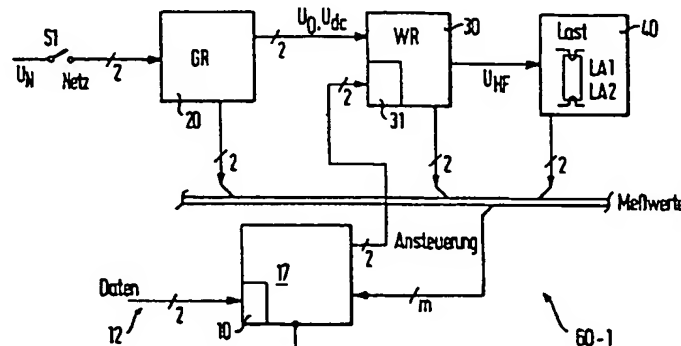 S1
U_N
Netz
2
GR
20
U_0, U_dc
2
WR
30
31
2
U_HF
Last
40
LA1
LA2
2
2
2
Meßwerte
17
2
Ansteuerung
Daten
2
12
10
m
60-1